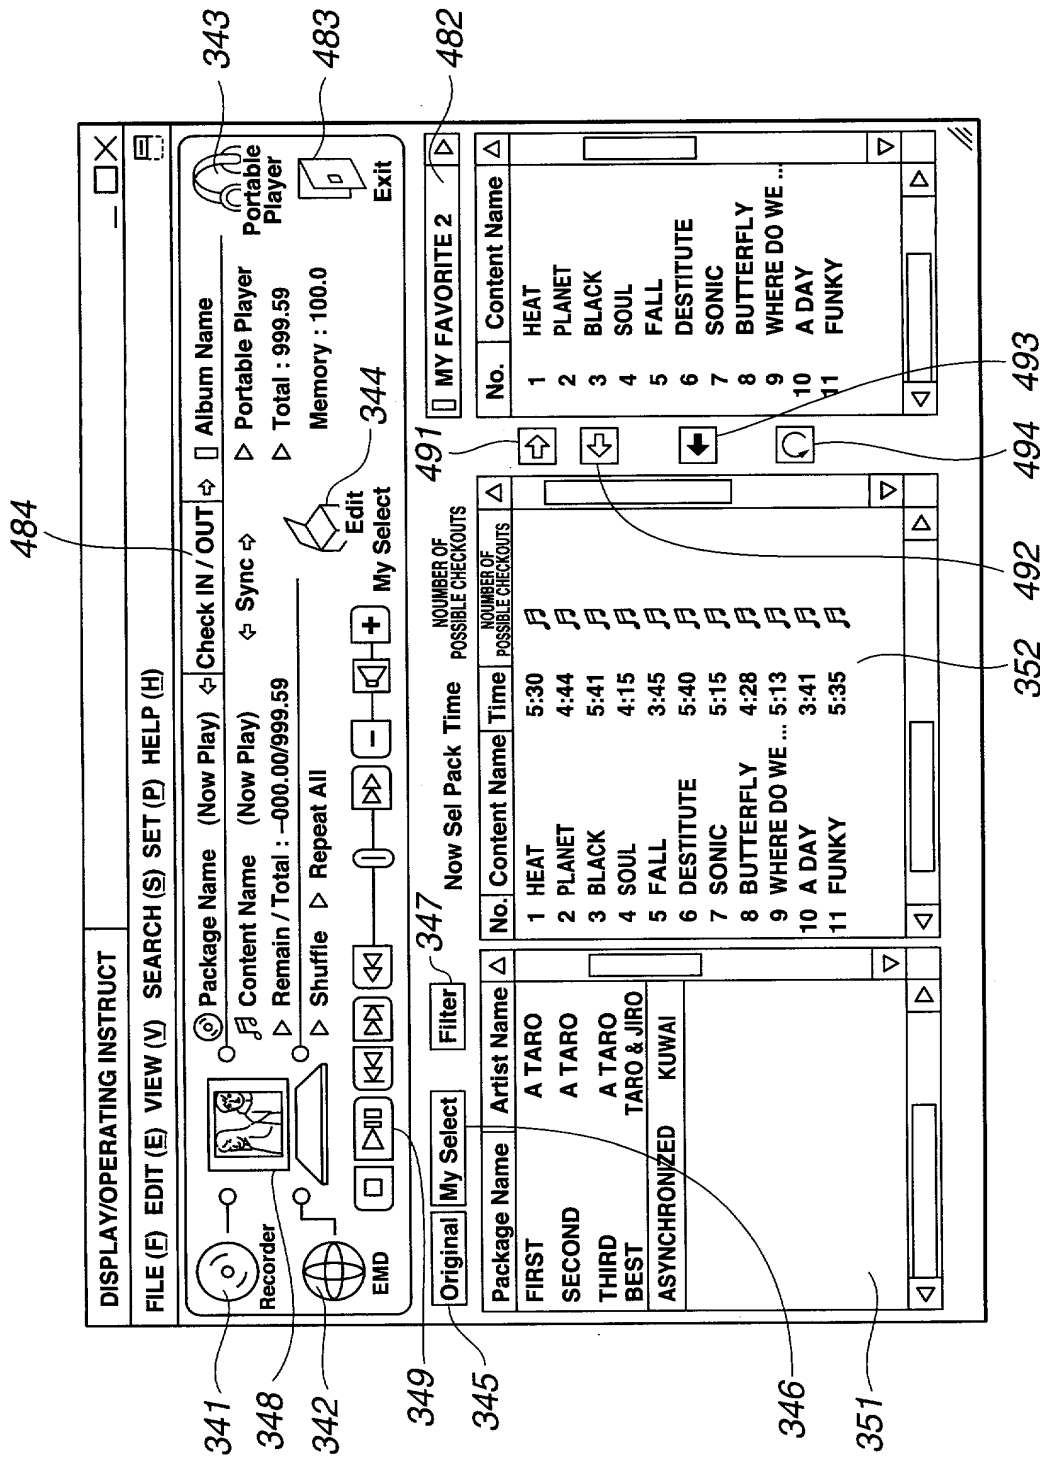 484
DISPLAY/OPERATING INSTRUCT
FILE (F) EDIT (E) VIEW (V) SEARCH (S) SET (P) HELP (H)
341
348
342
349
345
346
351
Recorder
EMD
Package Name (Now Play)
Content Name (Now Play)
Remain / Total : –000.00/999.59
Shuffle
Repeat All
Check IN / OUT
Sync
Album Name
Portable Player
Total : 999.59
Memory : 100.0
Portable
Player
Exit
Edit
My Select
343
483
482
344
347
Original
My Select
Filter
Now Sel Pack Time
NOUMBER OF
POSSIBLE CHECKOUTS
MY FAVORITE 2
491
Package Name Artist Name
FIRST A TARO
SECOND A TARO
THIRD A TARO
BEST TARO & JIRO
ASYNCHRONIZED KUWAI
No. Content Name Time NOUMBER OF
POSSIBLE CHECKOUTS
1 HEAT 5:30
2 PLANET 4:44
3 BLACK 5:41
4 SOUL 4:15
5 FALL 3:45
6 DESTITUTE 5:40
7 SONIC 5:15
8 BUTTERFLY 4:28
9 WHERE DO WE ... 5:13
10 A DAY 3:41
11 FUNKY 5:35
No. Content Name
1 HEAT
2 PLANET
3 BLACK
4 SOUL
5 FALL
6 DESTITUTE
7 SONIC
8 BUTTERFLY
9 WHERE DO WE ...
10 A DAY
11 FUNKY
352
492
494
493